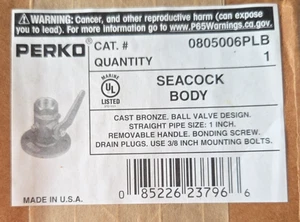 WARNING: Cancer, and other reproductive harm (can cause
you to lead). For more info go to www.P65Warnings.ca.gov.
PERKO®
CAT. # 0805006PLB
QUANTITY 1
MARINE
UL
LISTED
SEACOCK
BODY
CAST BRONZE. BALL VALVE DESIGN.
STRAIGHT PIPE SIZE: 1 INCH.
REMOVABLE HANDLE. BONDING SCREW.
DRAIN PLUGS. USE 3/8 INCH MOUNTING BOLTS.
MADE IN U.S.A.
0 85226 23796 6